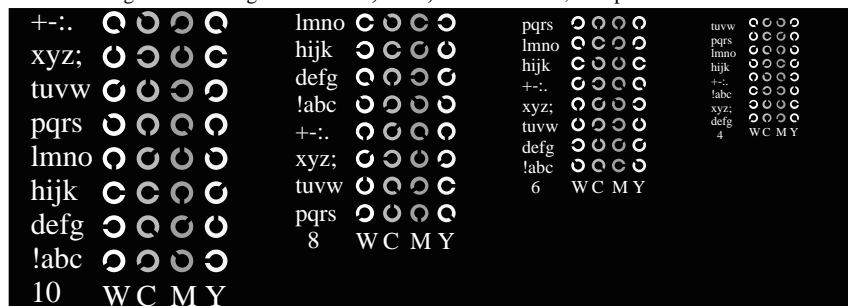 +-:.
xyz;
tuvw
pqrs
lmno
hijk
defg
!abc
10 W C M Y
lmno
hijk
defg
!abc
+-:.
xyz;
tuvw
pqrs
8 W C M Y
pqrs
lmno
hijk
+-:.
xyz;
tuvw
defg
!abc
6 W C M Y
tuvw
pqrs
lmno
hijk
+-:.
!abc
xyz;
defg
4 W C M Y